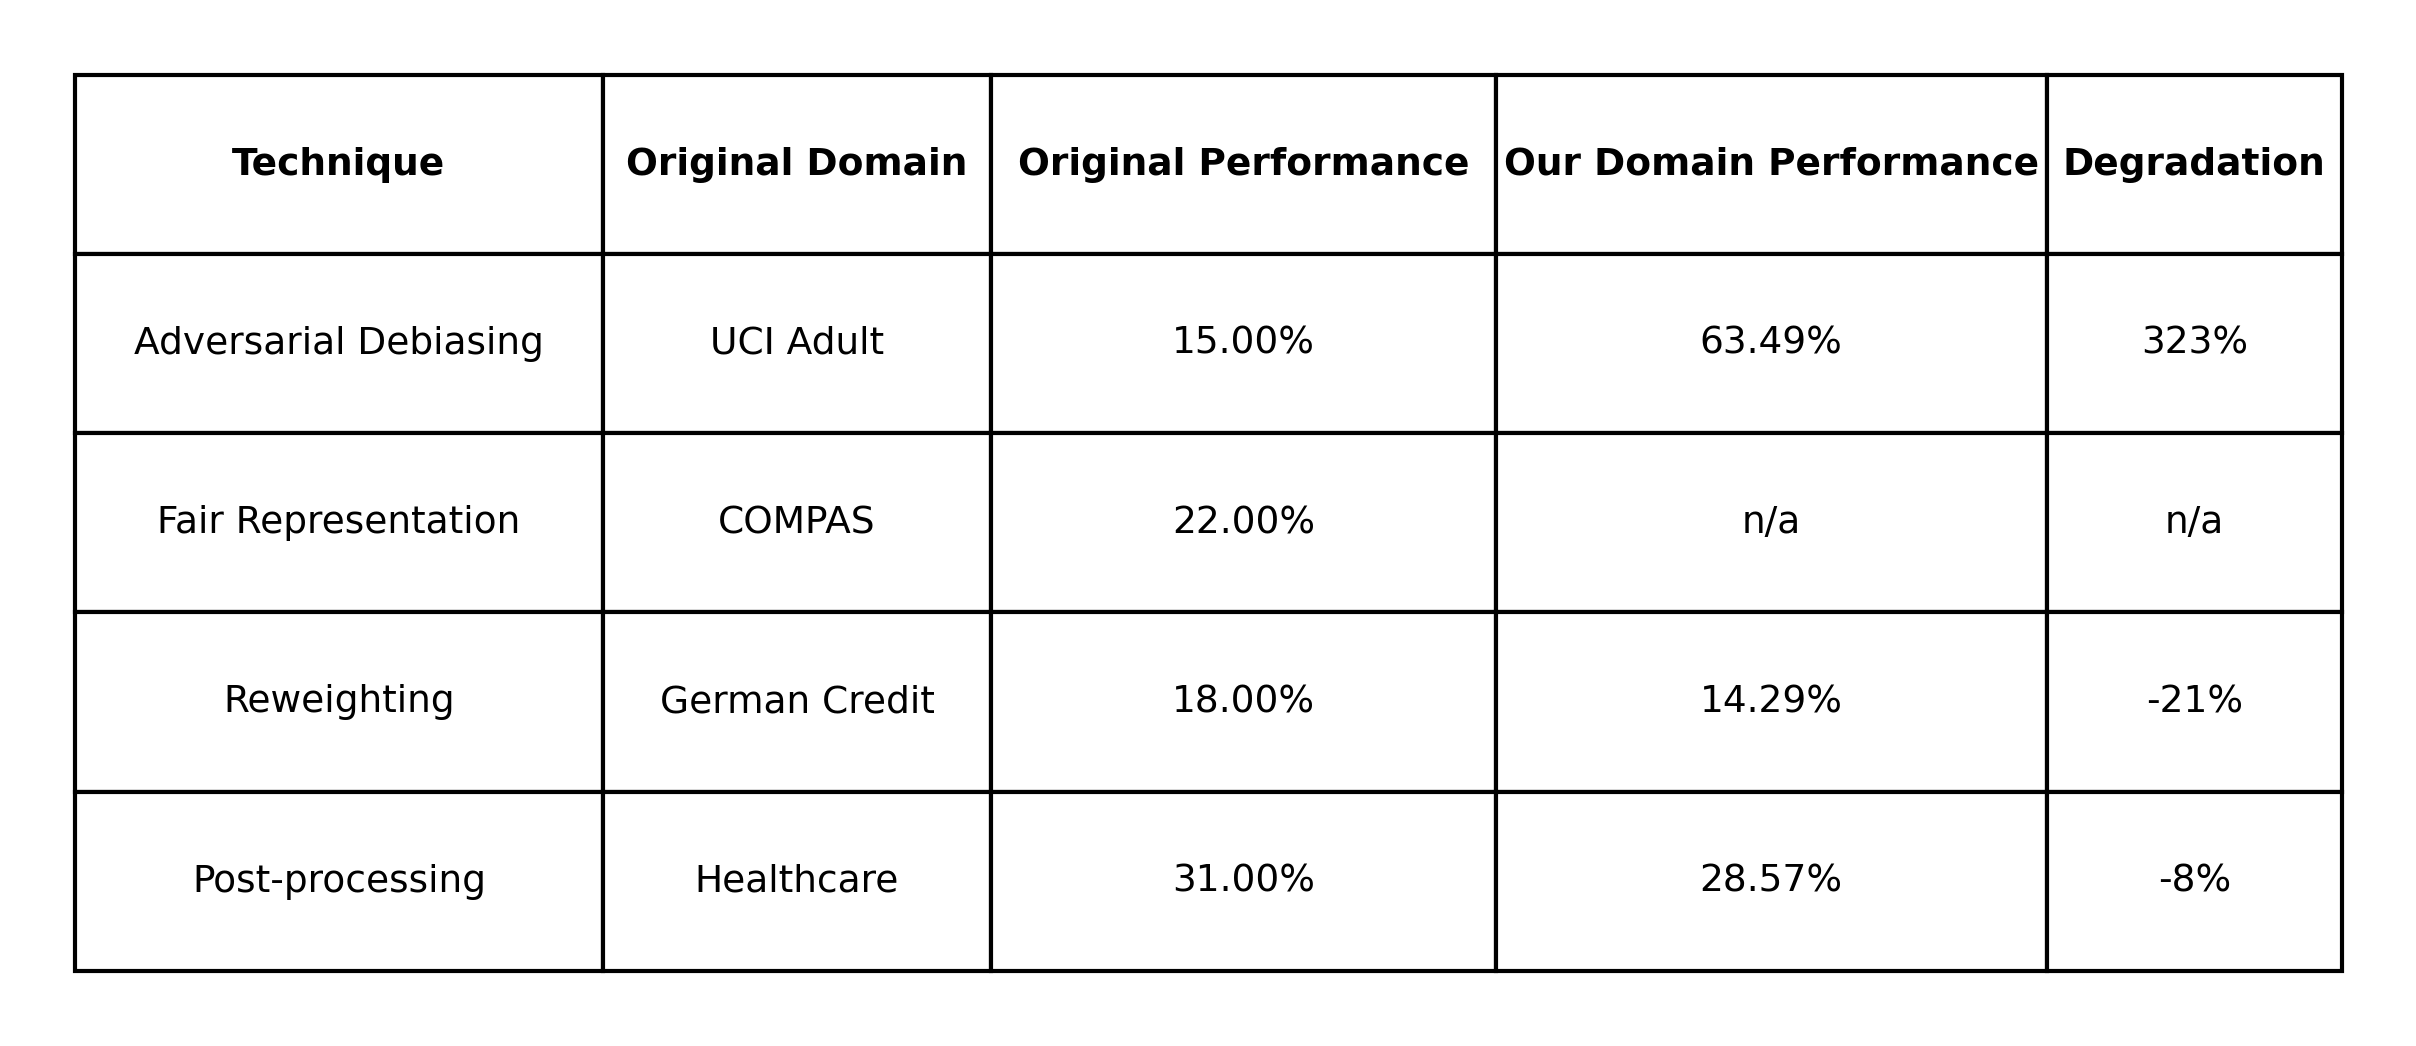 Technique Original Domain Original Performance Our Domain Performance Degradation
Adversarial Debiasing UCI Adult 15.00% 63.49% 323%
Fair Representation COMPAS 22.00% n/a n/a
Reweighting German Credit 18.00% 14.29% -21%
Post-processing Healthcare 31.00% 28.57% -8%